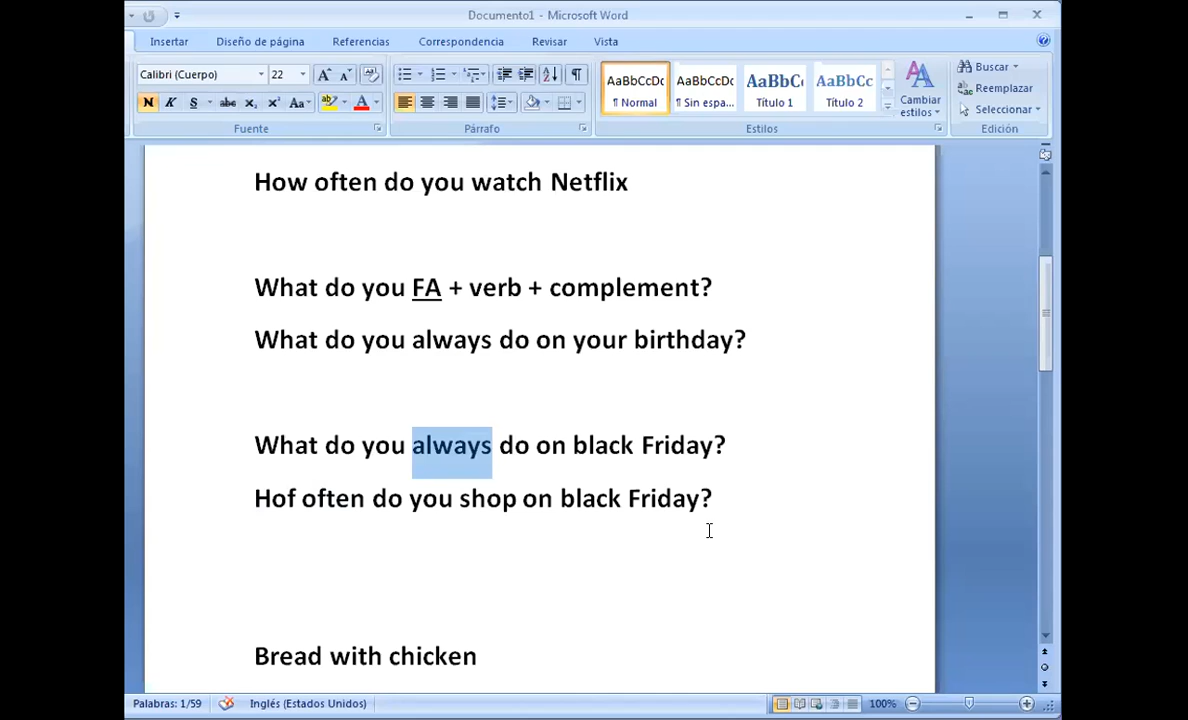 Documento1 - Microsoft Word
Insertar Diseño de página Referencias Correspondencia Revisar Vista
Calibri (Cuerpo) 22
AaBbCcDc AaBbCcDc AaBbC AaBbCc
¶ Normal ¶ Sin espa... Título 1 Título 2
Cambiar estilos
Buscar
Reemplazar
Seleccionar
Fuente Párrafo Estilos Edición
How often do you watch Netflix
What do you FA + verb + complement?
What do you always do on your birthday?
What do you always do on black Friday?
Hof often do you shop on black Friday?
Bread with chicken
Palabras: 1/59 Inglés (Estados Unidos) 100%